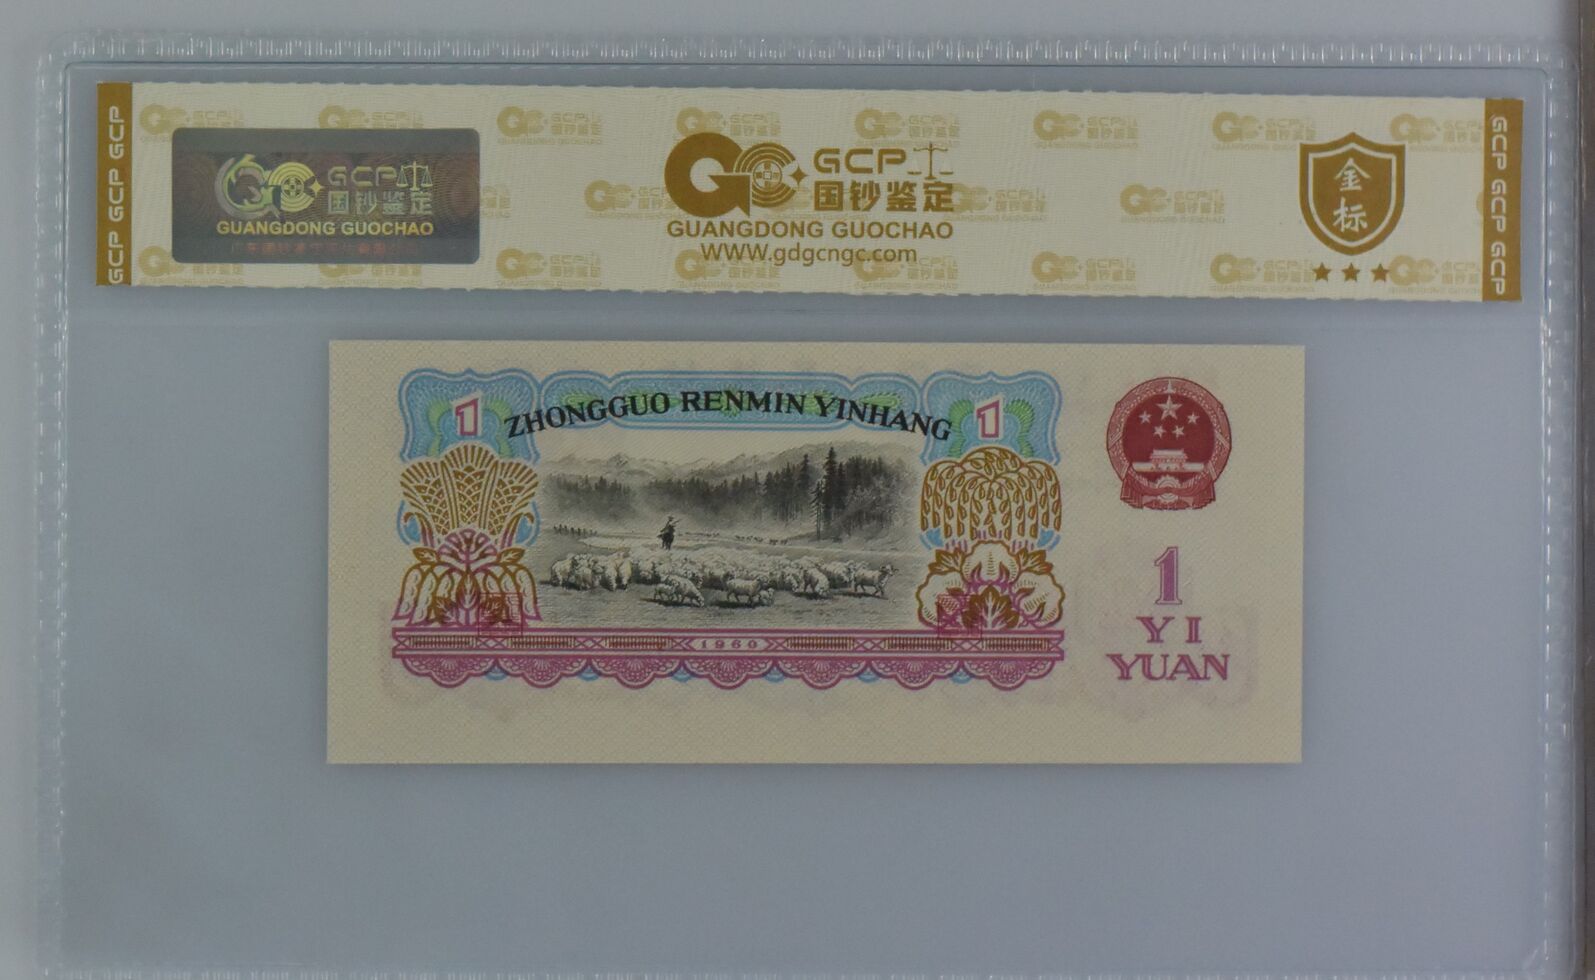 GCP GCP GCP
GCP
国钞鉴定
GUANGDONG GUOCHAO
GCP
国钞鉴定
GUANGDONG GUOCHAO
WWW.gdgcngc.com
金标
GCP GCP GCP
ZHONGGUO RENMIN YINHANG
1
1
1960
1
YI
YUAN